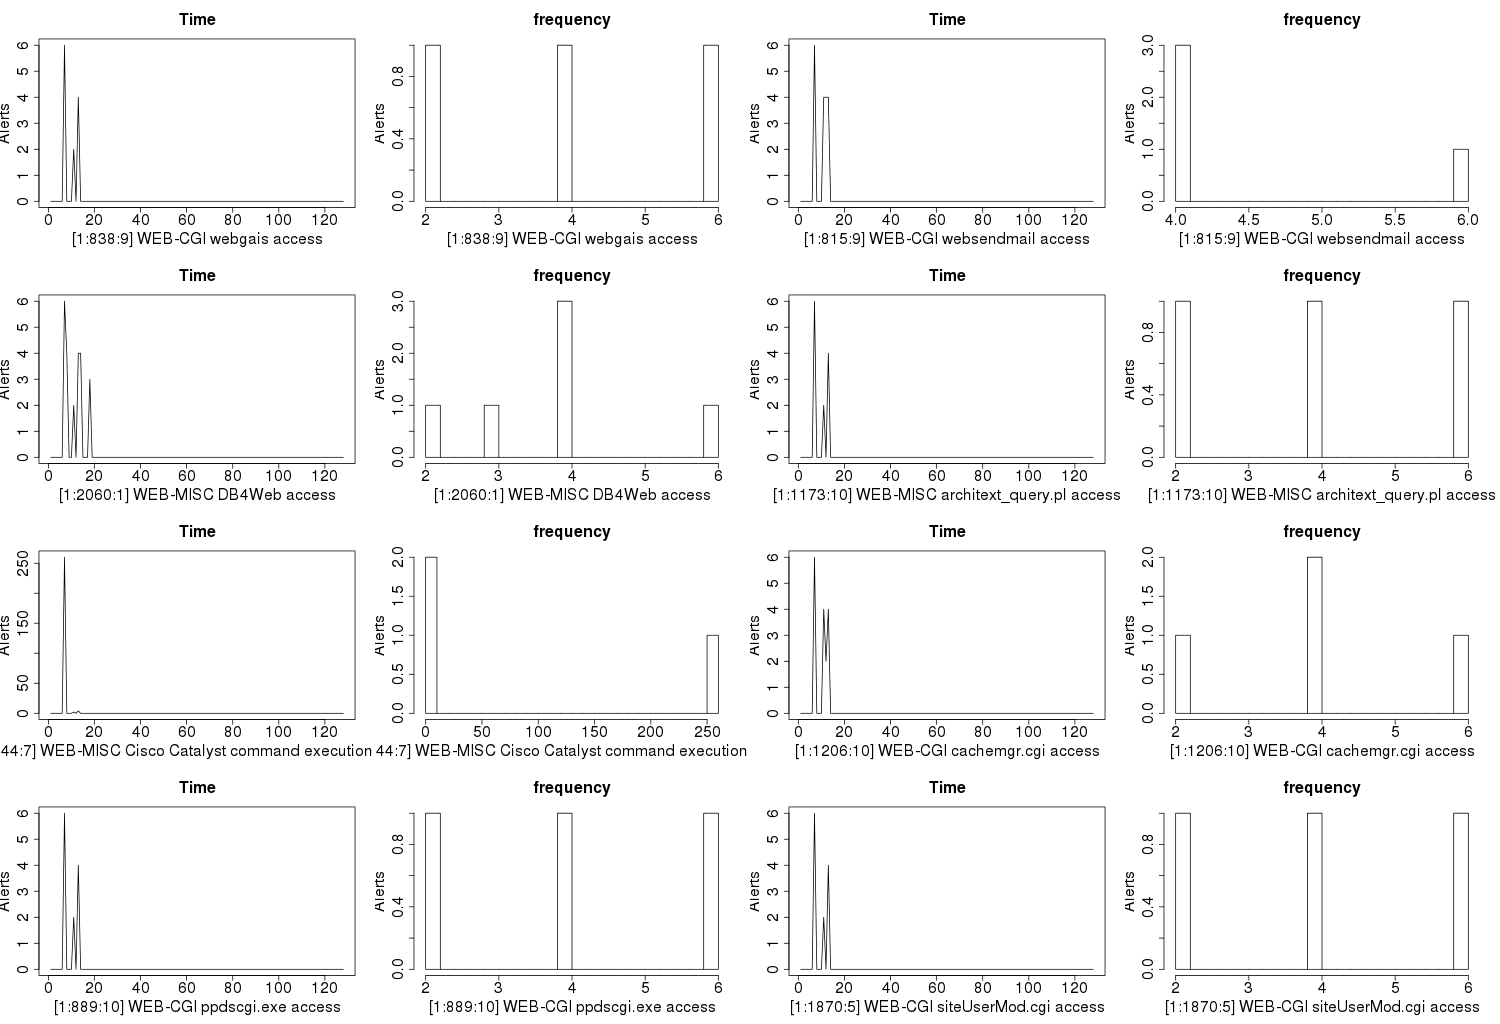 Time frequency Time frequency
Alerts 0 1 2 3 4 5 6 Alerts 0.0 0.4 0.8 Alerts 0 1 2 3 4 5 6 Alerts 0.0 1.0 2.0 3.0
0 20 40 60 80 100 120 2 3 4 5 6 0 20 40 60 80 100 120 4.0 4.5 5.0 5.5 6.0
[1:838:9] WEB-CGI webgais access [1:838:9] WEB-CGI webgais access [1:815:9] WEB-CGI websendmail access [1:815:9] WEB-CGI websendmail access
Time frequency Time frequency
Alerts 0 1 2 3 4 5 6 Alerts 0.0 1.0 2.0 3.0 Alerts 0 1 2 3 4 5 6 Alerts 0.0 0.4 0.8
0 20 40 60 80 100 120 2 3 4 5 6 0 20 40 60 80 100 120 2 3 4 5 6
[1:2060:1] WEB-MISC DB4Web access [1:2060:1] WEB-MISC DB4Web access [1:1173:10] WEB-MISC architext_query.pl access [1:1173:10] WEB-MISC architext_query.pl access
Time frequency Time frequency
Alerts 0 50 150 250 Alerts 0.0 0.5 1.0 1.5 2.0 Alerts 0 1 2 3 4 5 6 Alerts 0.0 0.5 1.0 1.5 2.0
0 20 40 60 80 100 120 0 50 100 150 200 250 0 20 40 60 80 100 120 2 3 4 5 6
44:7] WEB-MISC Cisco Catalyst command execution 44:7] WEB-MISC Cisco Catalyst command execution [1:1206:10] WEB-CGI cachemgr.cgi access [1:1206:10] WEB-CGI cachemgr.cgi access
Time frequency Time frequency
Alerts 0 1 2 3 4 5 6 Alerts 0.0 0.4 0.8 Alerts 0 1 2 3 4 5 6 Alerts 0.0 0.4 0.8
0 20 40 60 80 100 120 2 3 4 5 6 0 20 40 60 80 100 120 2 3 4 5 6
[1:889:10] WEB-CGI ppdscgi.exe access [1:889:10] WEB-CGI ppdscgi.exe access [1:1870:5] WEB-CGI siteUserMod.cgi access [1:1870:5] WEB-CGI siteUserMod.cgi access